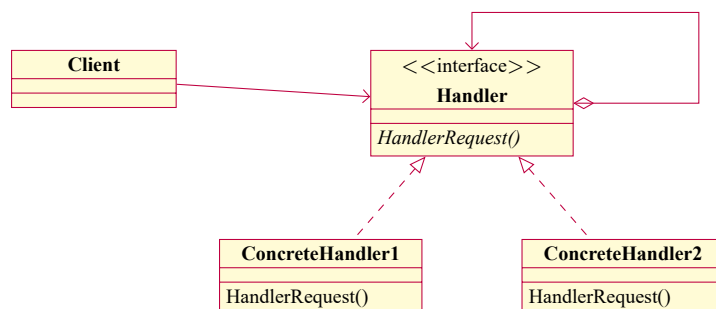 Client
<<interface>>
Handler
HandlerRequest()
ConcreteHandler1
HandlerRequest()
ConcreteHandler2
HandlerRequest()